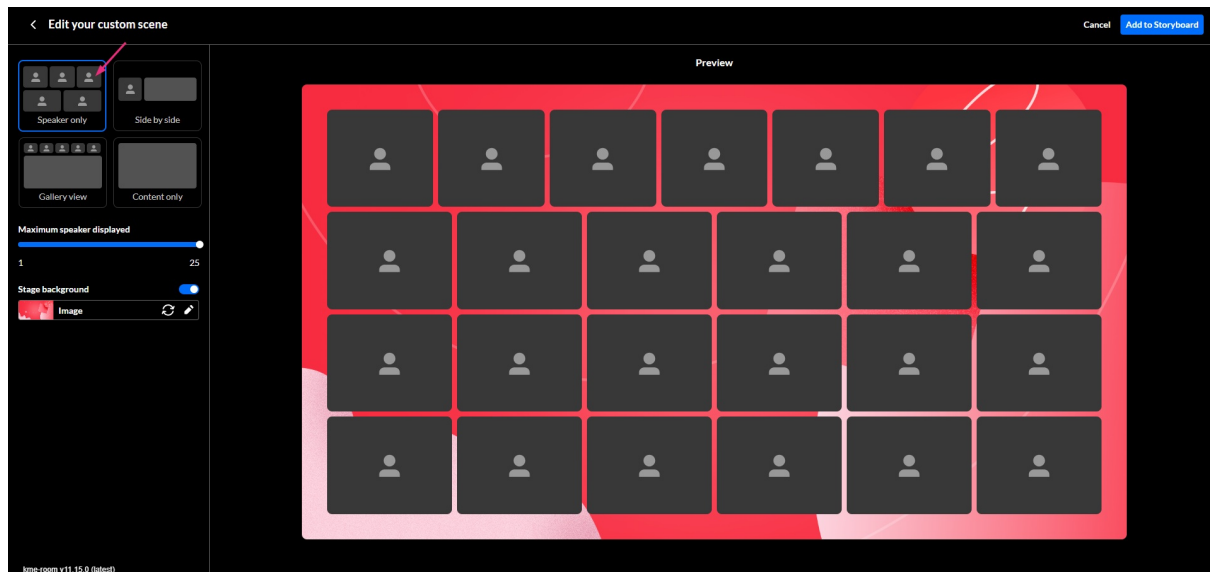 Edit your custom scene
Cancel
Add to Storyboard
Preview
Speaker only
Side by side
Gallery view
Content only
Maximum speaker displayed
1
25
Stage background
Image
kme-room v11.15.0 (latest)